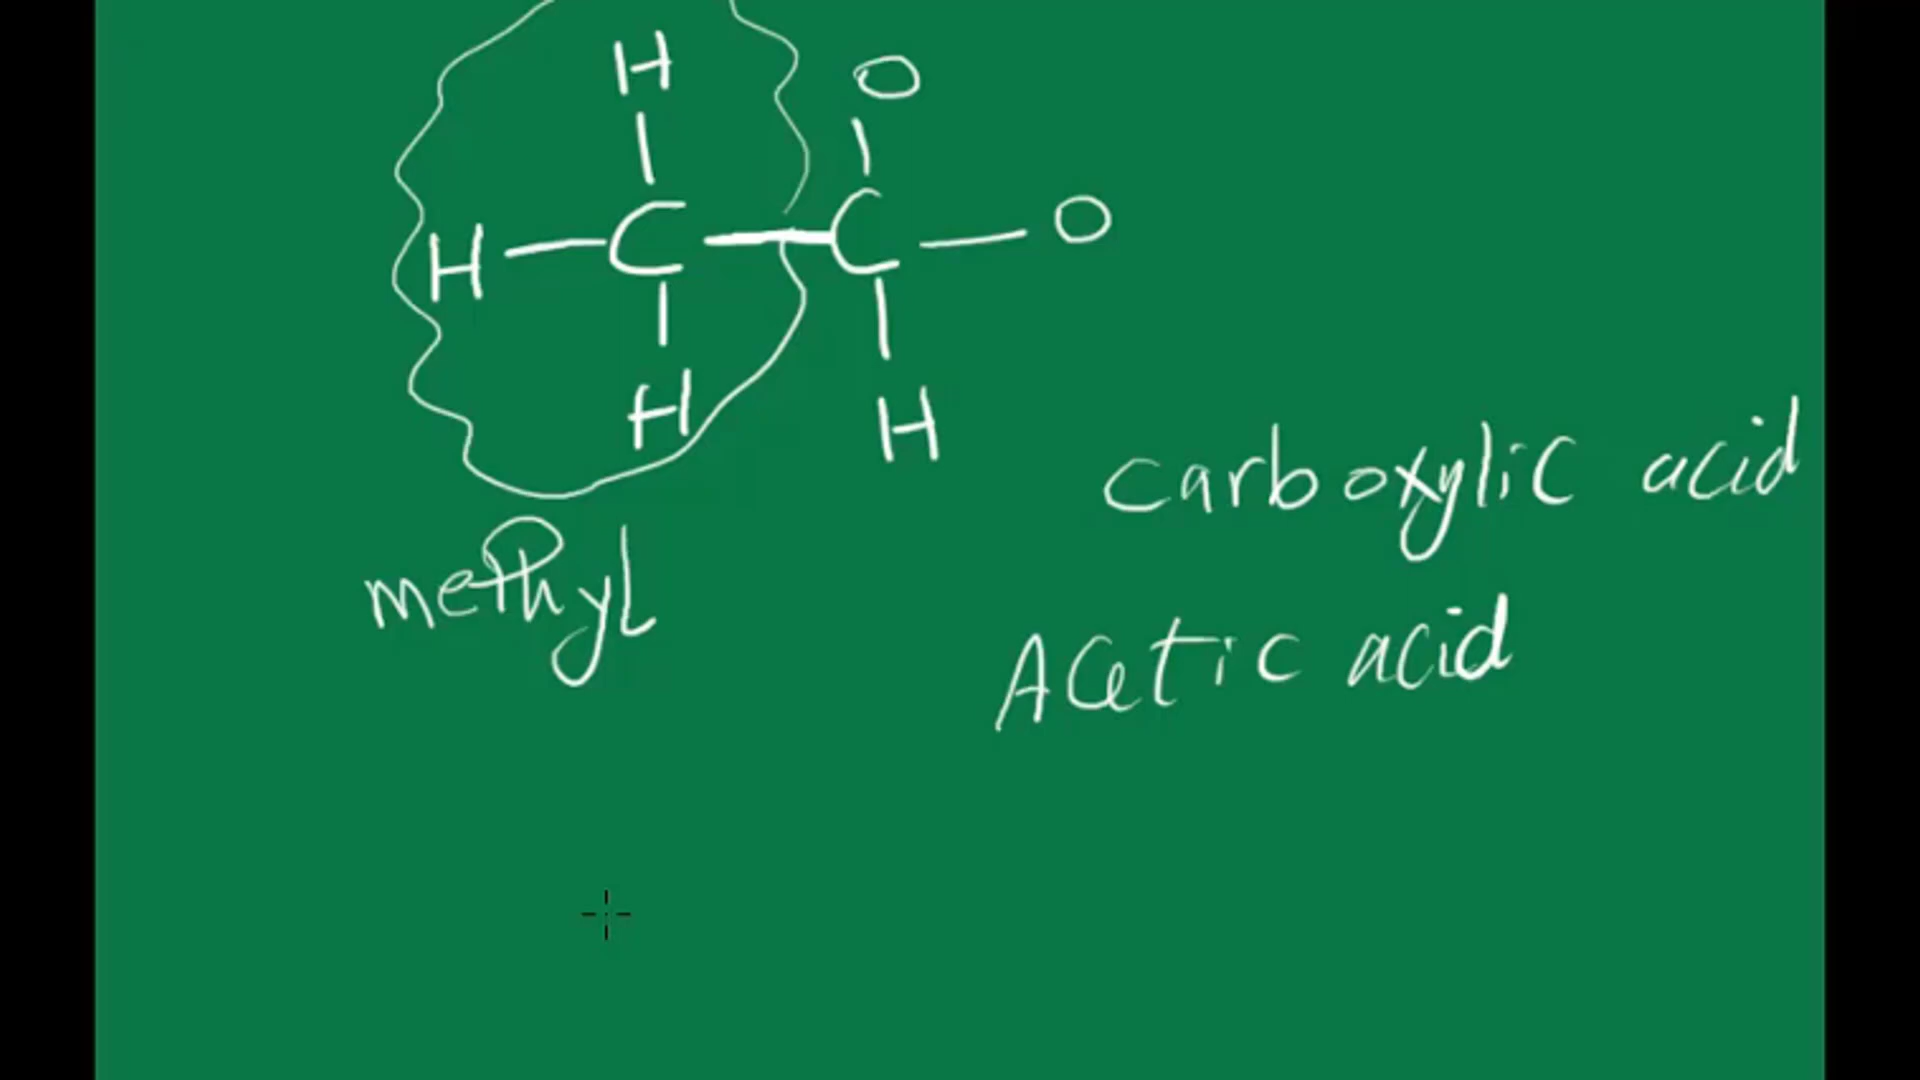 H O
H C C O
H H
carboxylic acid
methyl
Acetic acid